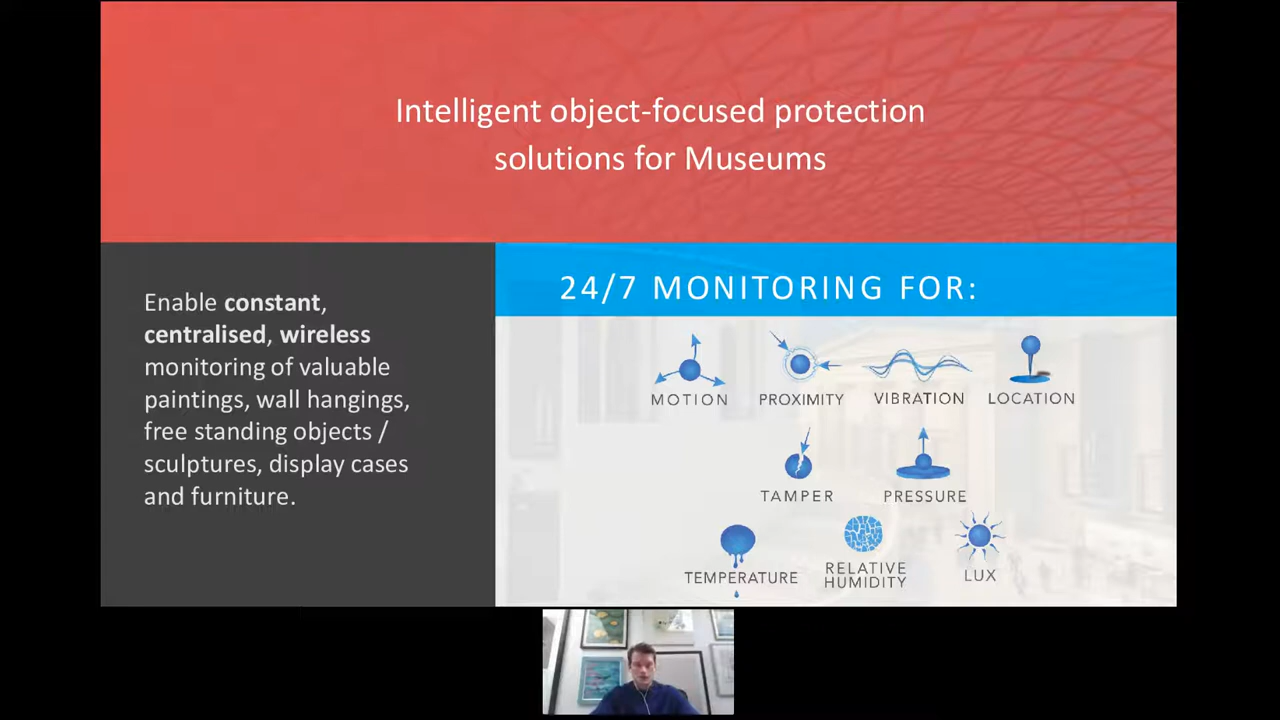 Intelligent object-focused protection
solutions for Museums
Enable constant,
centralised, wireless
monitoring of valuable
paintings, wall hangings,
free standing objects /
sculptures, display cases
and furniture.
24/7 MONITORING FOR:
MOTION PROXIMITY VIBRATION LOCATION
TAMPER PRESSURE
TEMPERATURE RELATIVE HUMIDITY LUX